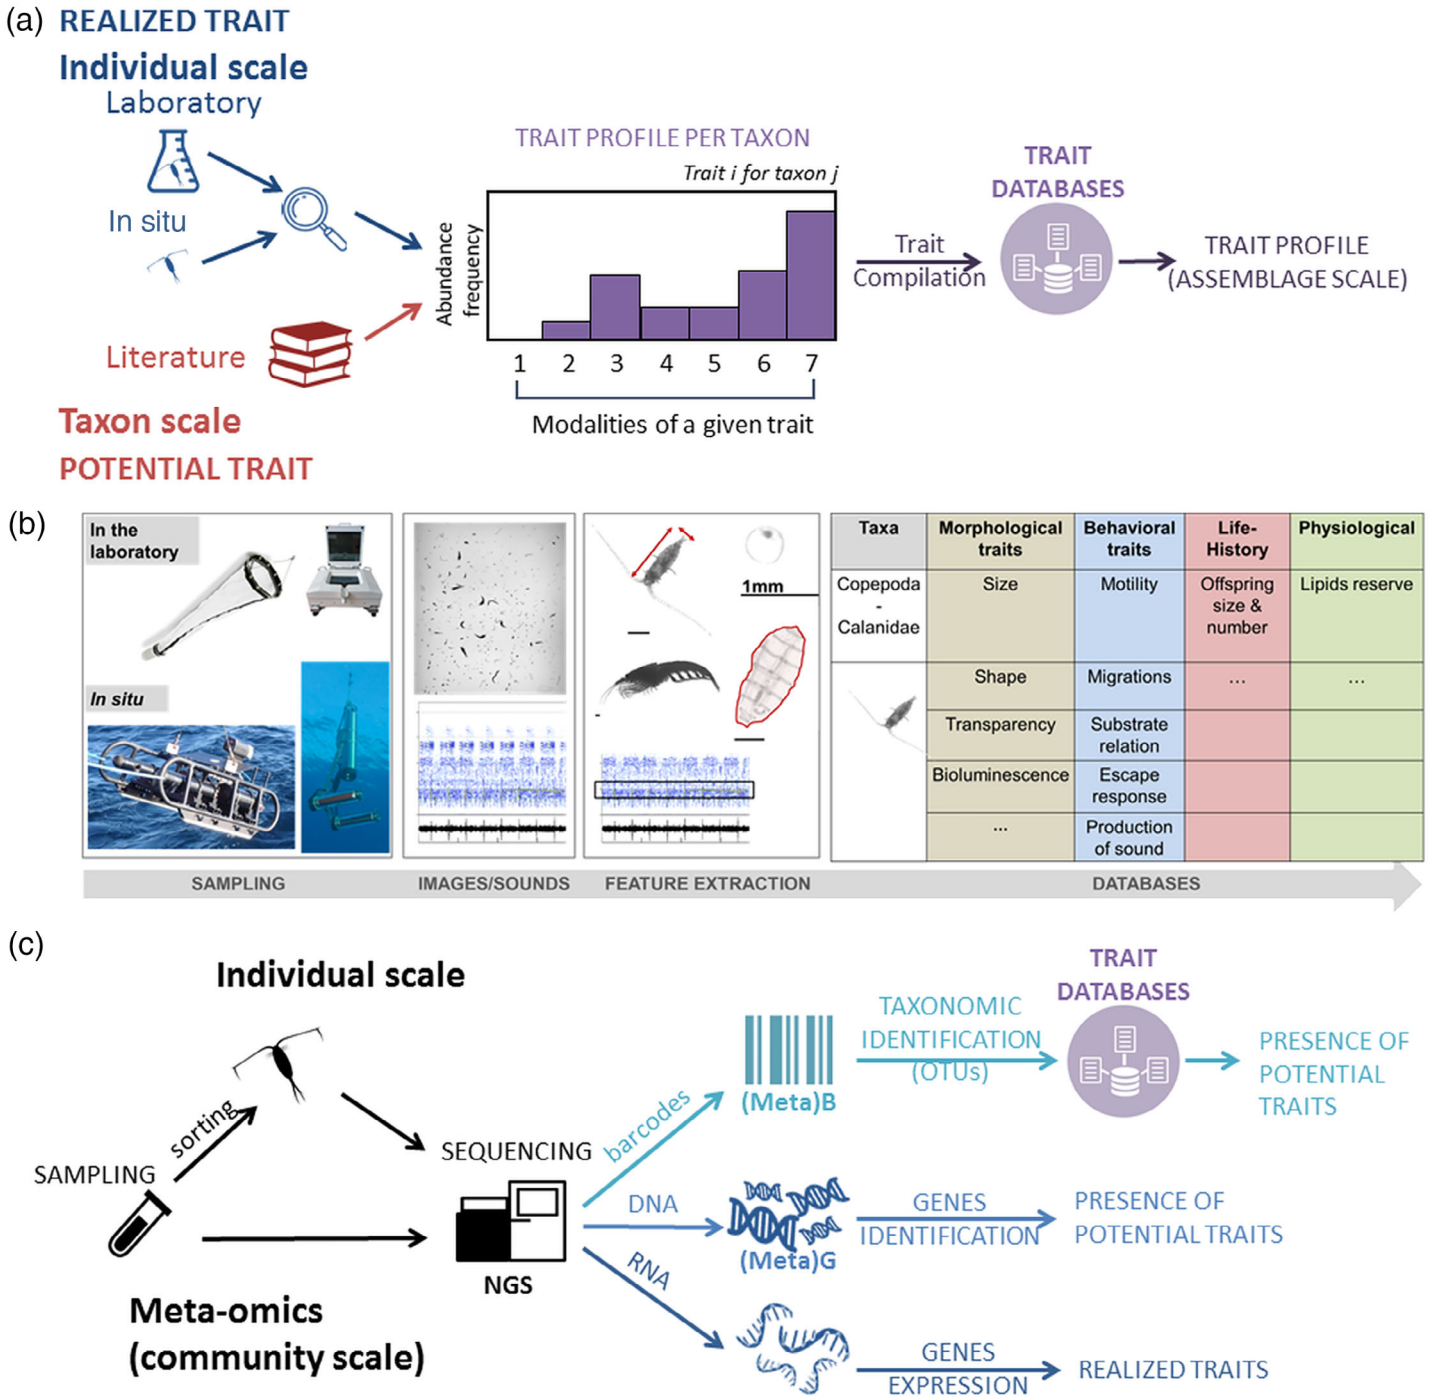 (a)
REALIZED TRAIT
Individual scale
Laboratory
In situ
Literature
Taxon scale
POTENTIAL TRAIT
TRAIT PROFILE PER TAXON
Trait i for taxon j
Abundance
frequency
1 2 3 4 5 6 7
Modalities of a given trait
Trait
Compilation
TRAIT
DATABASES
TRAIT PROFILE
(ASSEMBLAGE SCALE)
(b)
In the
laboratory
In situ
1mm
Taxa
Morphological
traits
Behavioral
traits
Life-
History
Physiological
Copepoda
-
Calanidae
Size
Motility
Offspring
size &
number
Lipids reserve
Shape
Migrations
...
...
Transparency
Substrate
relation
Bioluminescence
Escape
response
...
Production
of sound
SAMPLING
IMAGES/SOUNDS
FEATURE EXTRACTION
DATABASES
(c)
Individual scale
sorting
SAMPLING
Meta-omics
(community scale)
SEQUENCING
NGS
barcodes
DNA
RNA
(Meta)B
TAXONOMIC
IDENTIFICATION
(OTUs)
TRAIT
DATABASES
PRESENCE OF
POTENTIAL
TRAITS
(Meta)G
GENES
IDENTIFICATION
PRESENCE OF
POTENTIAL TRAITS
GENES
EXPRESSION
REALIZED TRAITS